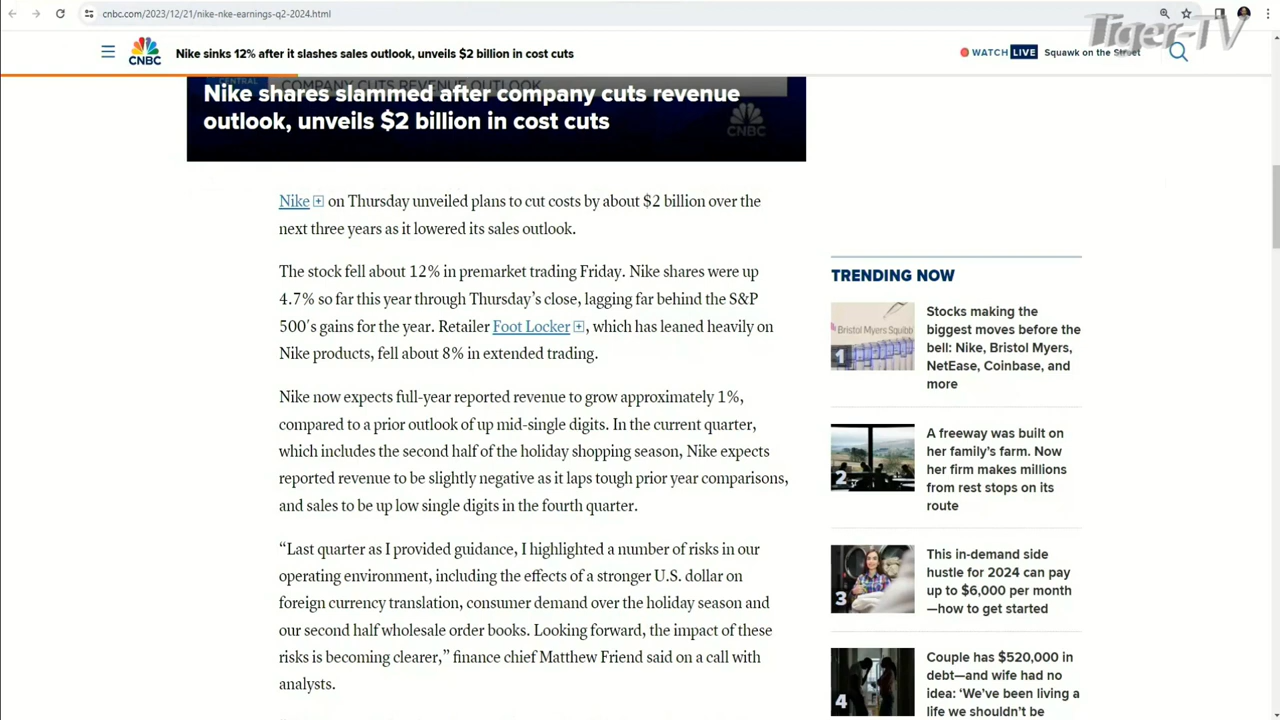 cnbc.com/2023/12/21/nike-nke-earnings-q2-2024.html
Tiger-TV
CNBC
Nike sinks 12% after it slashes sales outlook, unveils $2 billion in cost cuts
WATCH LIVE Squawk on the Street
CENTRAL
COMPANY CUTS REVENUE OUTLOOK
Nike shares slammed after company cuts revenue
outlook, unveils $2 billion in cost cuts
CNBC
Nike on Thursday unveiled plans to cut costs by about $2 billion over the
next three years as it lowered its sales outlook.
The stock fell about 12% in premarket trading Friday. Nike shares were up
4.7% so far this year through Thursday’s close, lagging far behind the S&P
500′s gains for the year. Retailer Foot Locker, which has leaned heavily on
Nike products, fell about 8% in extended trading.
Nike now expects full-year reported revenue to grow approximately 1%,
compared to a prior outlook of up mid-single digits. In the current quarter,
which includes the second half of the holiday shopping season, Nike expects
reported revenue to be slightly negative as it laps tough prior year comparisons,
and sales to be up low single digits in the fourth quarter.
“Last quarter as I provided guidance, I highlighted a number of risks in our
operating environment, including the effects of a stronger U.S. dollar on
foreign currency translation, consumer demand over the holiday season and
our second half wholesale order books. Looking forward, the impact of these
risks is becoming clearer,” finance chief Matthew Friend said on a call with
analysts.
TRENDING NOW
Bristol Myers Squibb
1
Stocks making the
biggest moves before the
bell: Nike, Bristol Myers,
NetEase, Coinbase, and
more
2
A freeway was built on
her family’s farm. Now
her firm makes millions
from rest stops on its
route
3
This in-demand side
hustle for 2024 can pay
up to $6,000 per month
—how to get started
4
Couple has $520,000 in
debt—and wife had no
idea: ‘We’ve been living a
life we shouldn’t be